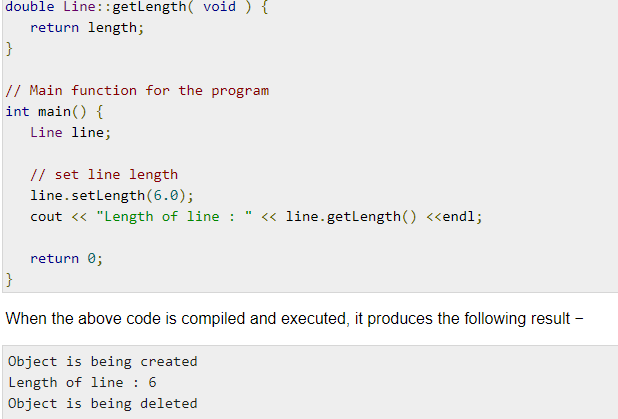 double Line::getLength( void ) {
return length;
}
// Main function for the program
int main() {
Line line;
// set line length
line.setLength(6.0);
cout << "Length of line : " << line.getLength() <<endl;
return 0;
}
When the above code is compiled and executed, it produces the following result −
Object is being created
Length of line : 6
Object is being deleted